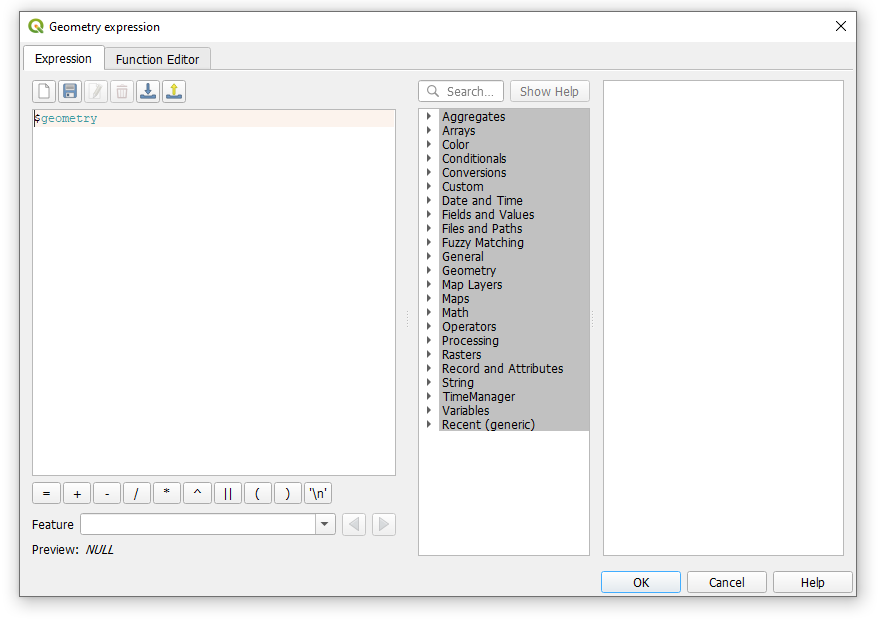 Geometry expression
Expression
Function Editor
Search...
Show Help
$geometry
Aggregates
Arrays
Color
Conditionals
Conversions
Custom
Date and Time
Fields and Values
Files and Paths
Fuzzy Matching
General
Geometry
Map Layers
Maps
Math
Operators
Processing
Rasters
Record and Attributes
String
TimeManager
Variables
Recent (generic)
= + - / * ^ || ( ) '\n'
Feature
Preview: NULL
OK
Cancel
Help